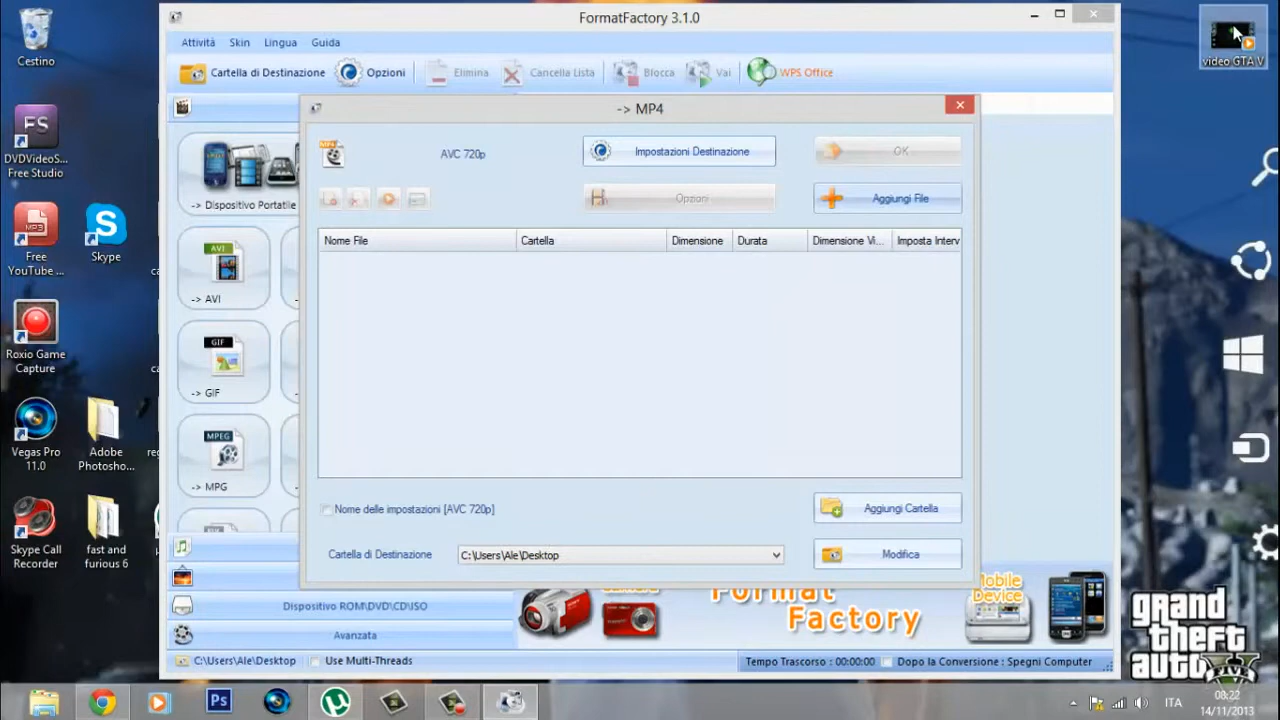 FormatFactory 3.1.0
Attività Skin Lingua Guida
Cartella di Destinazione Opzioni Elimina Cancella Lista Blocca Vai WPS Office
-> MP4
AVC 720p
Impostazioni Destinazione
OK
Opzioni
Aggiungi File
Nome File Cartella Dimensione Durata Dimensione Vi... Imposta Interv
Nome delle impostazioni [AVC 720p]
Aggiungi Cartella
Cartella di Destinazione
C:\Users\Ale\Desktop
Modifica
-> Dispositivo Portatile
AVI
-> AVI
GIF
-> GIF
MPEG
-> MPG
Dispositivo ROM\DVD\CD\ISO
Avanzata
Format
Factory
Mobile
Device
C:\Users\Ale\Desktop
Use Multi-Threads
Tempo Trascorso : 00:00:00
Dopo la Conversione : Spegni Computer
Cestino
FS
DVDVideoS...
Free Studio
MP3
Free
YouTube ...
Skype
Roxio Game
Capture
Vegas Pro
11.0
Adobe
Photosho...
Skype Call
Recorder
fast and
furious 6
video GTA V
grand
theft
auto
V
Ps
ITA
08:22
14/11/2013